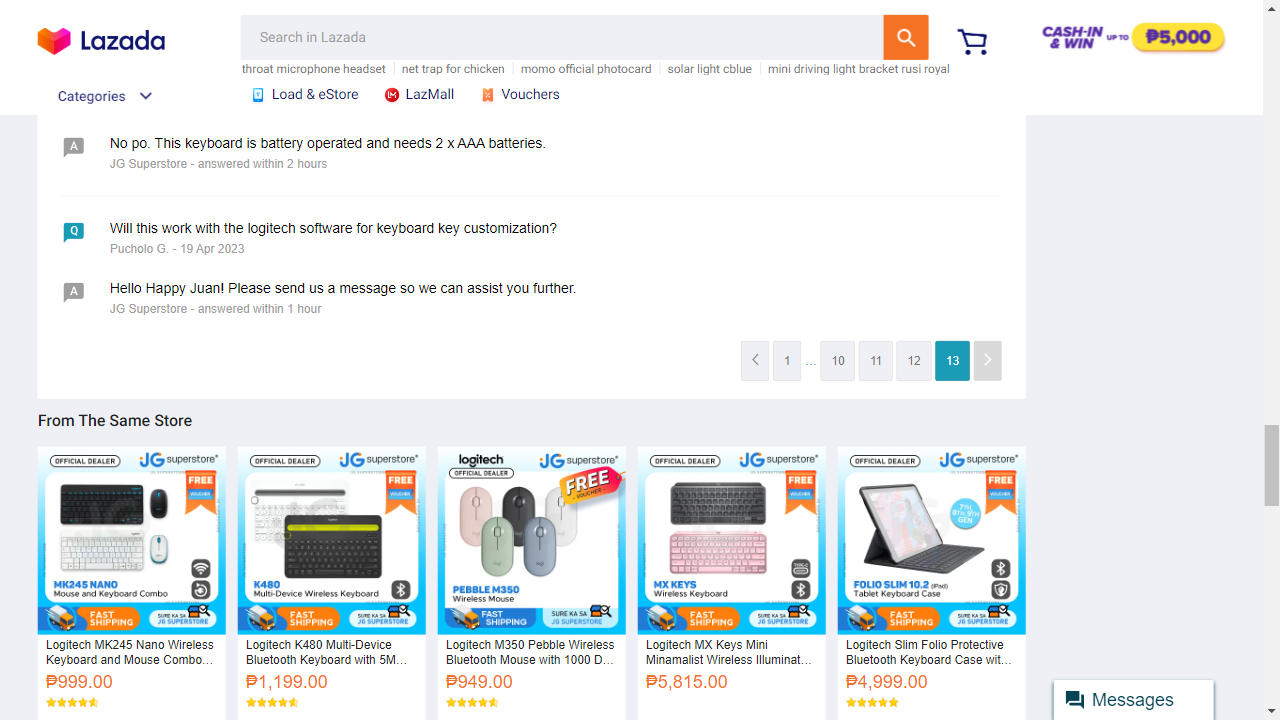 Lazada
Search in Lazada
CASH-IN & WIN UP TO ₱5,000
throat microphone headset
net trap for chicken
momo official photocard
solar light cblue
mini driving light bracket rusi royal
Categories
Load & eStore
LazMall
Vouchers
A
No po. This keyboard is battery operated and needs 2 x AAA batteries.
JG Superstore - answered within 2 hours
Q
Will this work with the logitech software for keyboard key customization?
Pucholo G. - 19 Apr 2023
A
Hello Happy Juan! Please send us a message so we can assist you further.
JG Superstore - answered within 1 hour
1 ... 10 11 12 13
From The Same Store
OFFICIAL DEALER
JG superstore
FREE
VOUCHER
MK245 NANO
Mouse and Keyboard Combo
FAST SHIPPING
SURE KA SA JG SUPERSTORE
Logitech MK245 Nano Wireless
Keyboard and Mouse Combo...
₱999.00
OFFICIAL DEALER
JG superstore
FREE
VOUCHER
K480
Multi-Device Wireless Keyboard
FAST SHIPPING
SURE KA SA JG SUPERSTORE
Logitech K480 Multi-Device
Bluetooth Keyboard with 5M...
₱1,199.00
logitech
OFFICIAL DEALER
JG superstore
FREE
VOUCHER
PEBBLE M350
Wireless Mouse
FAST SHIPPING
SURE KA SA JG SUPERSTORE
Logitech M350 Pebble Wireless
Bluetooth Mouse with 1000 D...
₱949.00
OFFICIAL DEALER
JG superstore
FREE
VOUCHER
MX KEYS
Wireless Keyboard
FAST SHIPPING
SURE KA SA JG SUPERSTORE
Logitech MX Keys Mini
Minamalist Wireless Illuminat...
₱5,815.00
OFFICIAL DEALER
JG superstore
FREE
VOUCHER
7TH, 8TH, 9TH GEN
FOLIO SLIM 10.2 (iPad)
Tablet Keyboard Case
FAST SHIPPING
SURE KA SA JG SUPERSTORE
Logitech Slim Folio Protective
Bluetooth Keyboard Case wit...
₱4,999.00
Messages